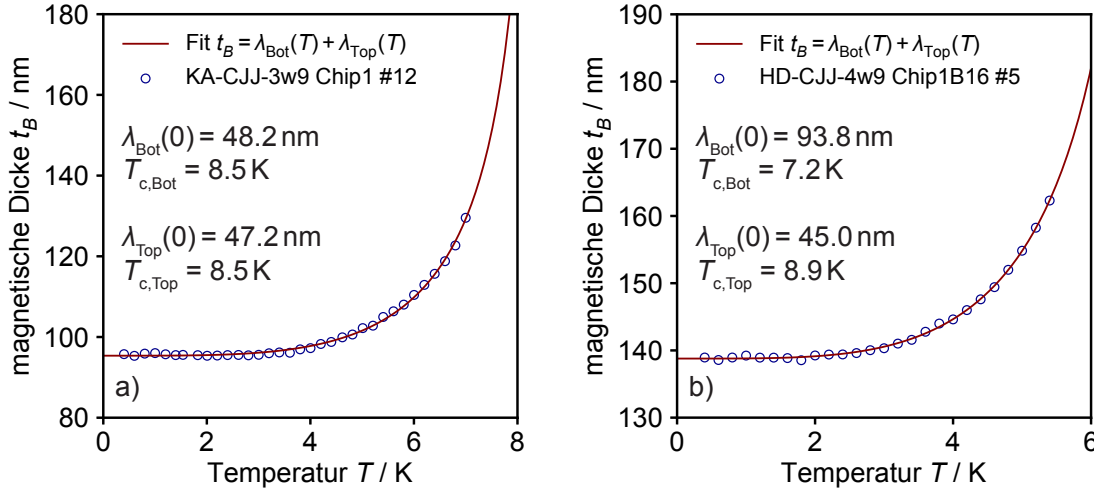 180
160
140
120
100
80
0
2
4
6
8
magnetische Dicke t_B / nm
Temperatur T / K
Fit t_B = λ_Bot(T) + λ_Top(T)
KA-CJJ-3w9 Chip1 #12
λ_Bot(0) = 48.2 nm
T_c,Bot = 8.5 K
λ_Top(0) = 47.2 nm
T_c,Top = 8.5 K
a)
190
180
170
160
150
140
130
0
2
4
6
magnetische Dicke t_B / nm
Temperatur T / K
Fit t_B = λ_Bot(T) + λ_Top(T)
HD-CJJ-4w9 Chip1B16 #5
λ_Bot(0) = 93.8 nm
T_c,Bot = 7.2 K
λ_Top(0) = 45.0 nm
T_c,Top = 8.9 K
b)